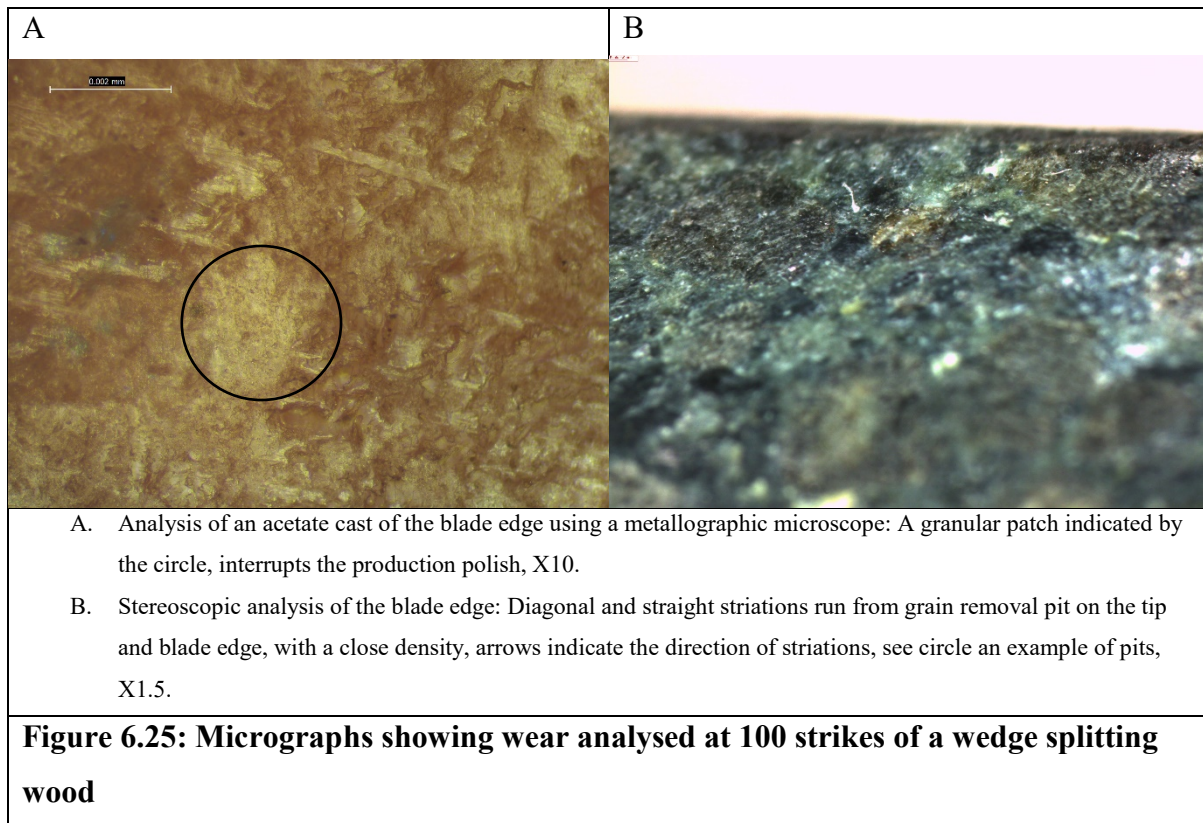 A
B
0.002 mm
A. Analysis of an acetate cast of the blade edge using a metallographic microscope: A granular patch indicated by
the circle, interrupts the production polish, X10.
B. Stereoscopic analysis of the blade edge: Diagonal and straight striations run from grain removal pit on the tip
and blade edge, with a close density, arrows indicate the direction of striations, see circle an example of pits,
X1.5.
Figure 6.25: Micrographs showing wear analysed at 100 strikes of a wedge splitting
wood